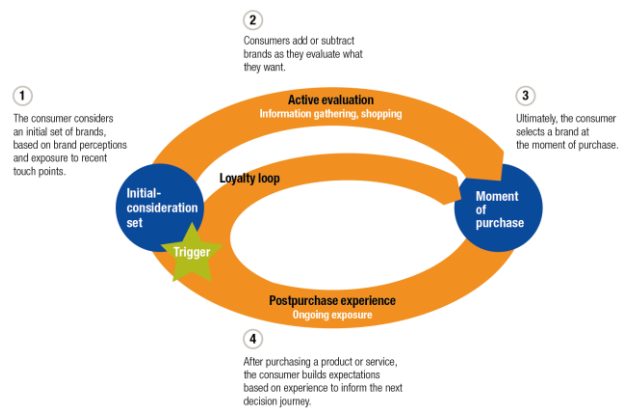 2
Consumers add or subtract
brands as they evaluate what
they want.
1
The consumer considers
an initial set of brands,
based on brand perceptions
and exposure to recent
touch points.
3
Ultimately, the consumer
selects a brand at
the moment of purchase.
Active evaluation
Information gathering, shopping
Loyalty loop
Initial-
consideration
set
Trigger
Moment
of
purchase
Postpurchase experience
Ongoing exposure
4
After purchasing a product or service,
the consumer builds expectations
based on experience to inform the next
decision journey.